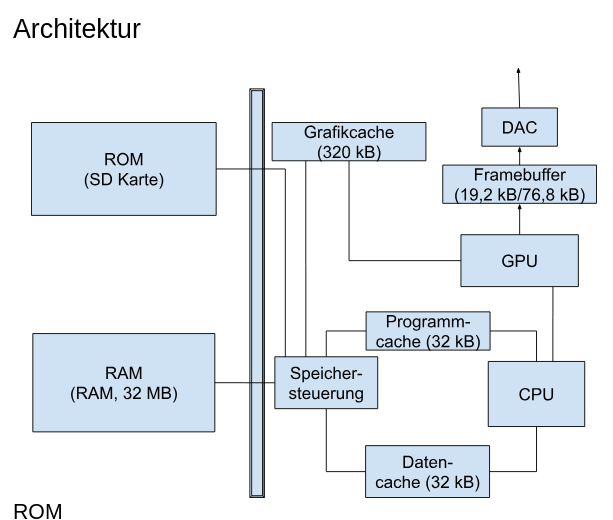 Architektur
DAC
Grafikcache
(320 kB)
ROM
(SD Karte)
Framebuffer
(19,2 kB/76,8 kB)
GPU
Programm-
cache (32 kB)
RAM
(RAM, 32 MB)
Speicher-
steuerung
CPU
Daten-
cache (32 kB)
ROM